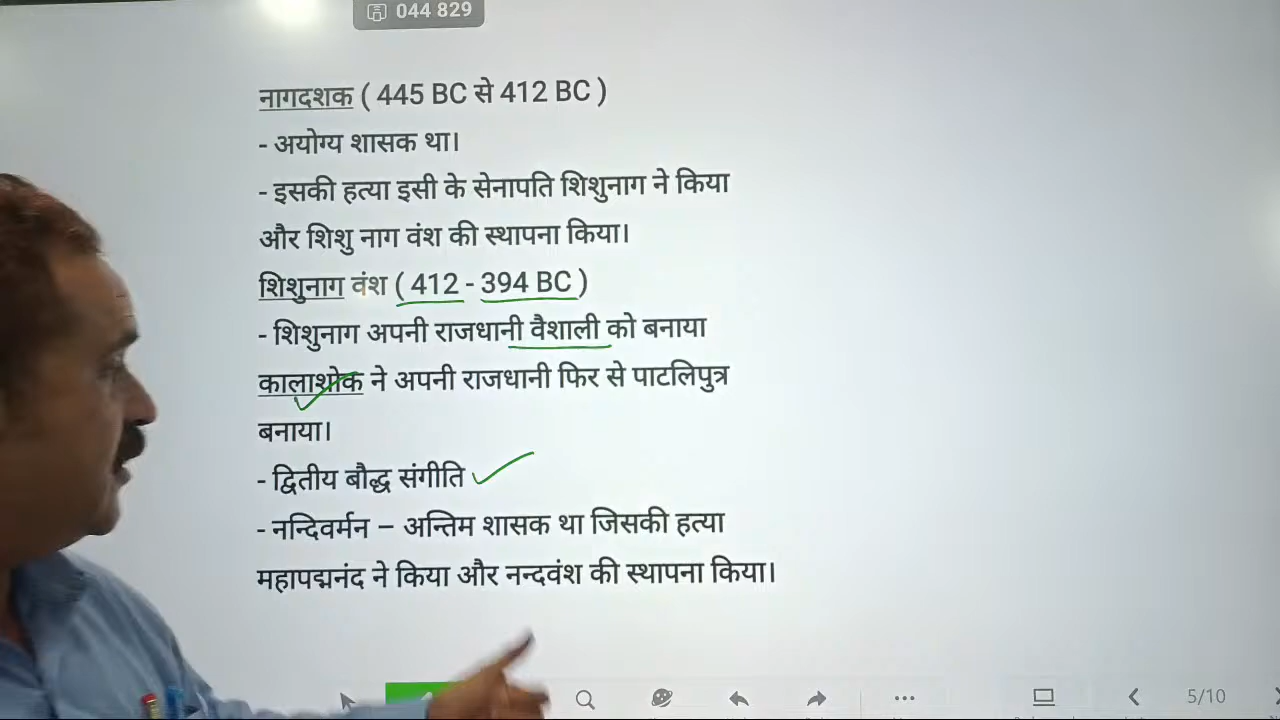 044 829
नागदशक ( 445 BC से 412 BC )
- अयोग्य शासक था।
- इसकी हत्या इसी के सेनापति शिशुनाग ने किया
और शिशु नाग वंश की स्थापना किया।
शिशुनाग वंश ( 412 - 394 BC )
- शिशुनाग अपनी राजधानी वैशाली को बनाया
कालाशोक ने अपनी राजधानी फिर से पाटलिपुत्र
बनाया।
- द्वितीय बौद्ध संगीति
- नन्दिवर्मन – अन्तिम शासक था जिसकी हत्या
महापद्मनंद ने किया और नन्दवंश की स्थापना किया।
5/10